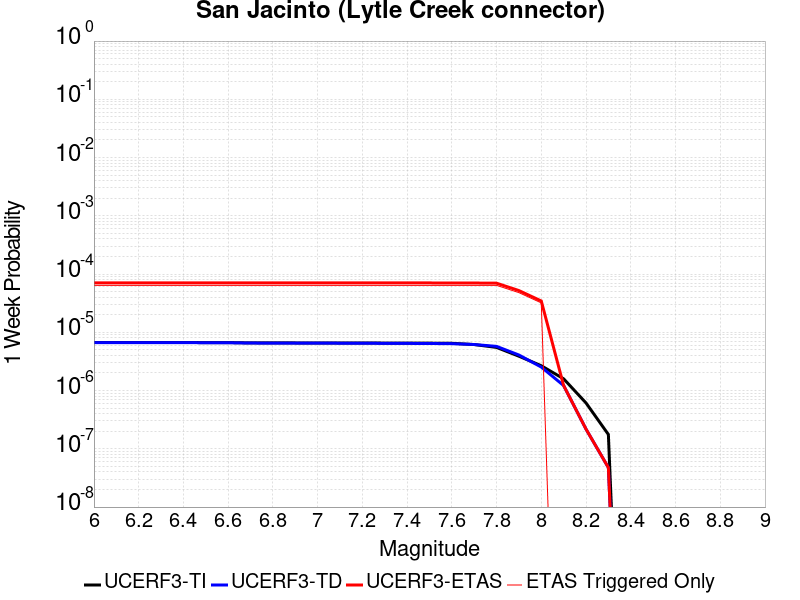 San Jacinto (Lytle Creek connector)
10^0
10^-1
10^-2
10^-3
10^-4
10^-5
10^-6
10^-7
10^-8
1 Week Probability
6 6.2 6.4 6.6 6.8 7 7.2 7.4 7.6 7.8 8 8.2 8.4 8.6 8.8 9
Magnitude
UCERF3-TI UCERF3-TD UCERF3-ETAS ETAS Triggered Only